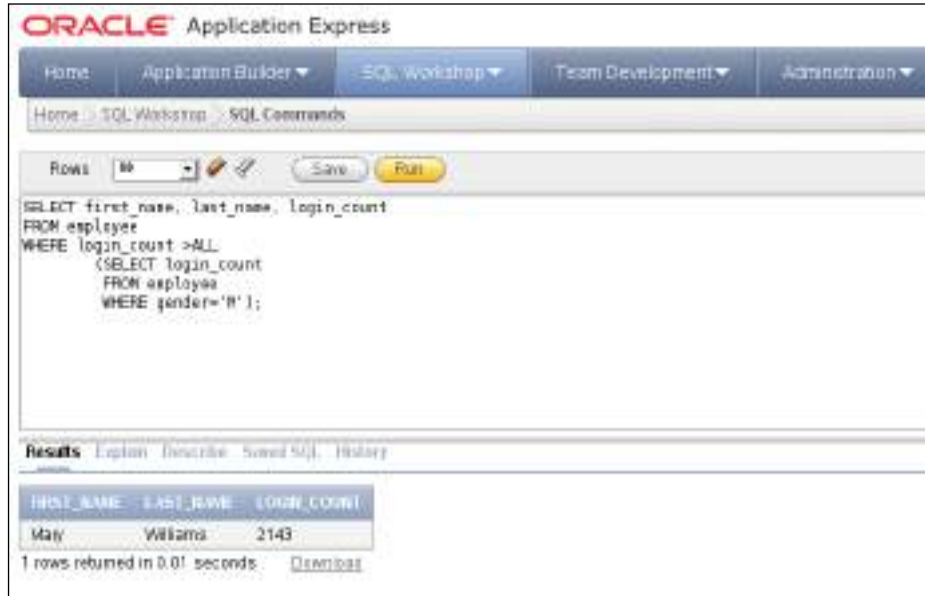 ORACLE Application Express
Home Application Builder SQL Workshop Team Development Administration
Home > SQL Workshop > SQL Commands
Rows 10 Save Run
SELECT first_name, last_name, login_count
FROM employee
WHERE login_count >ALL
(SELECT login_count
FROM employee
WHERE gender='M');
Results Explain Describe Saved SQL History
FIRST_NAME LAST_NAME LOGIN_COUNT
Mary Williams 2143
1 rows returned in 0.01 seconds Download